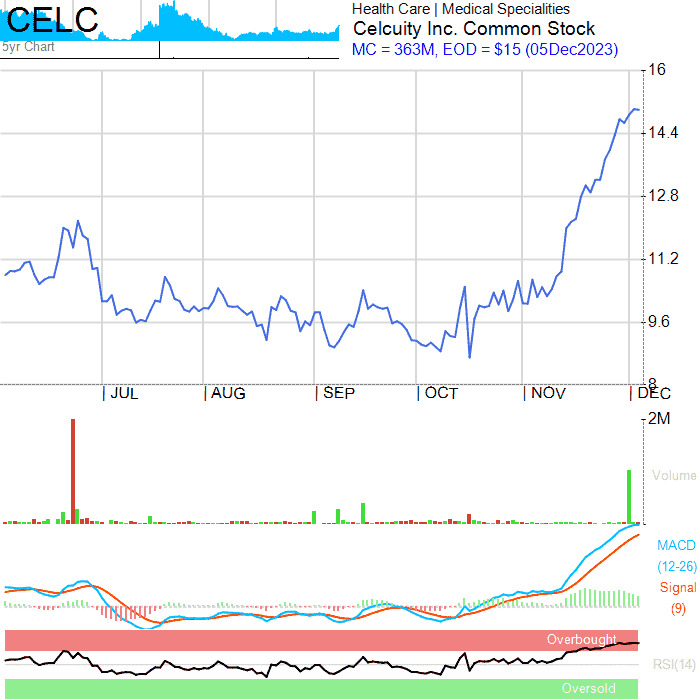 CELC
5yr Chart
Health Care | Medical Specialities
Celcuity Inc. Common Stock
MC = 363M, EOD = $15 (05Dec2023)
16
14.4
12.8
11.2
9.6
8
| JUL | AUG | SEP | OCT | NOV | DEC
2M
Volume
MACD
(12-26)
Signal
(9)
Overbought
RSI(14)
Oversold